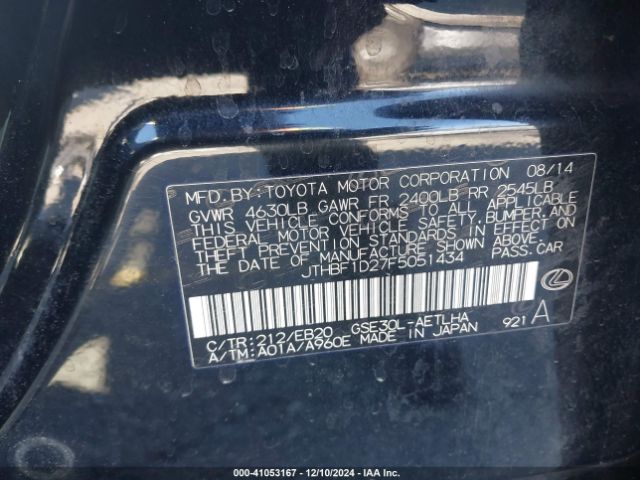 MFD.BY:TOYOTA MOTOR CORPORATION 08/14
GVWR 4630LB GAWR FR 2400LB RR 2545LB
THIS VEHICLE CONFORMS TO ALL APPLICABLE
FEDERAL MOTOR VEHICLE SAFETY,BUMPER,AND
THEFT PREVENTION STANDARDS IN EFFECT ON
THE DATE OF MANUFACTURE SHOWN ABOVE.
JTHBF1D27F5051434 PASS.CAR
C/TR:212/EB20 GSE30L-AETLHA
A/TM:A01A/A960E MADE IN JAPAN 921 A
000-41053167 - 12/10/2024 - IAA Inc.